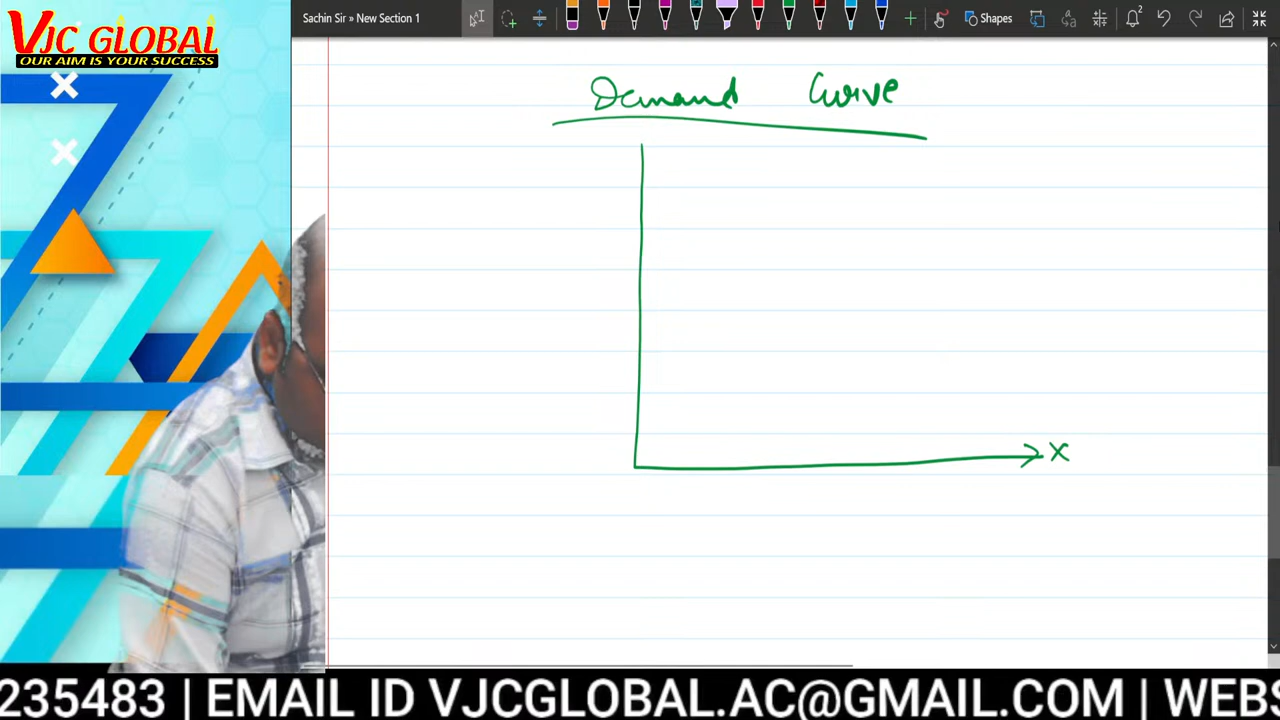 VJC GLOBAL
OUR AIM IS YOUR SUCCESS
Sachin Sir » New Section 1
Shapes
2
Demand Curve
X
235483 | EMAIL ID VJCGLOBAL.AC@GMAIL.COM | WEBS